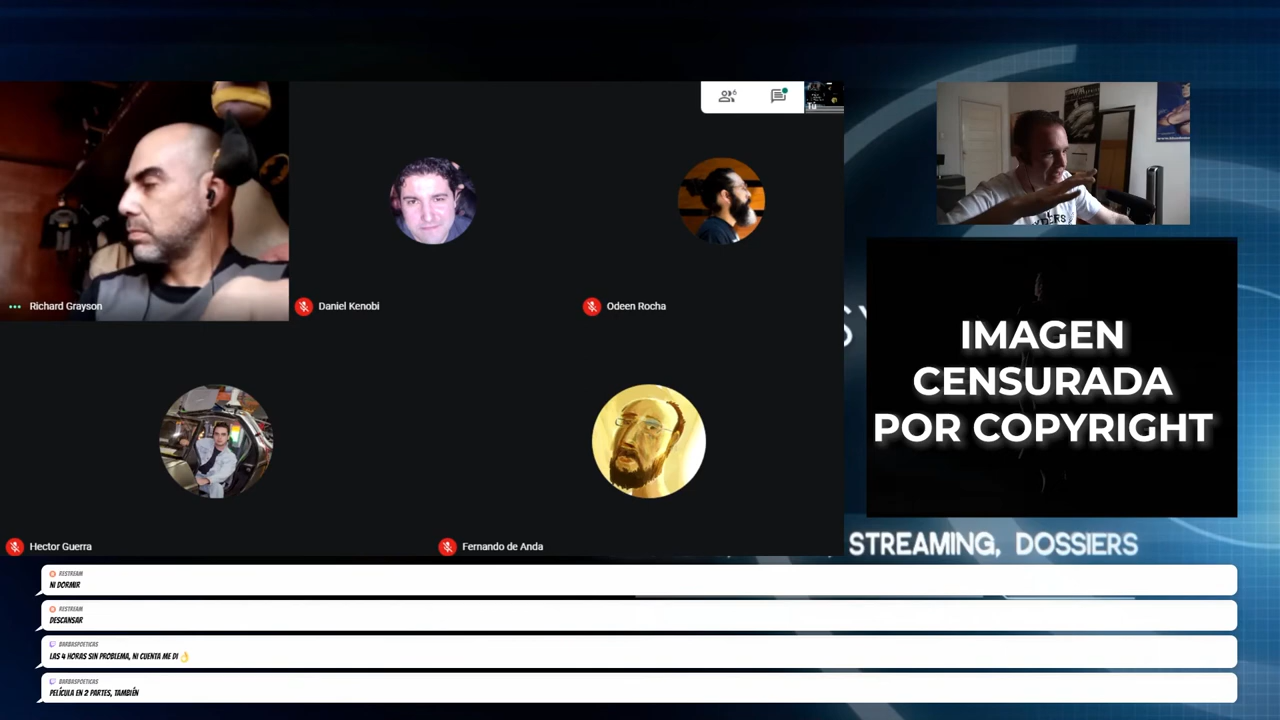 6
Tú
Richard Grayson
Daniel Kenobi
Odeen Rocha
Hector Guerra
Fernando de Anda
IMAGEN
CENSURADA
POR COPYRIGHT
STREAMING, DOSSIERS
RESTREAM
NI DORMIR
RESTREAM
DESCANSAR
BARBASPOETICAS
LAS 4 HORAS SIN PROBLEMA, NI CUENTA ME DI 👌
BARBASPOETICAS
PELÍCULA EN 2 PARTES, TAMBIÉN